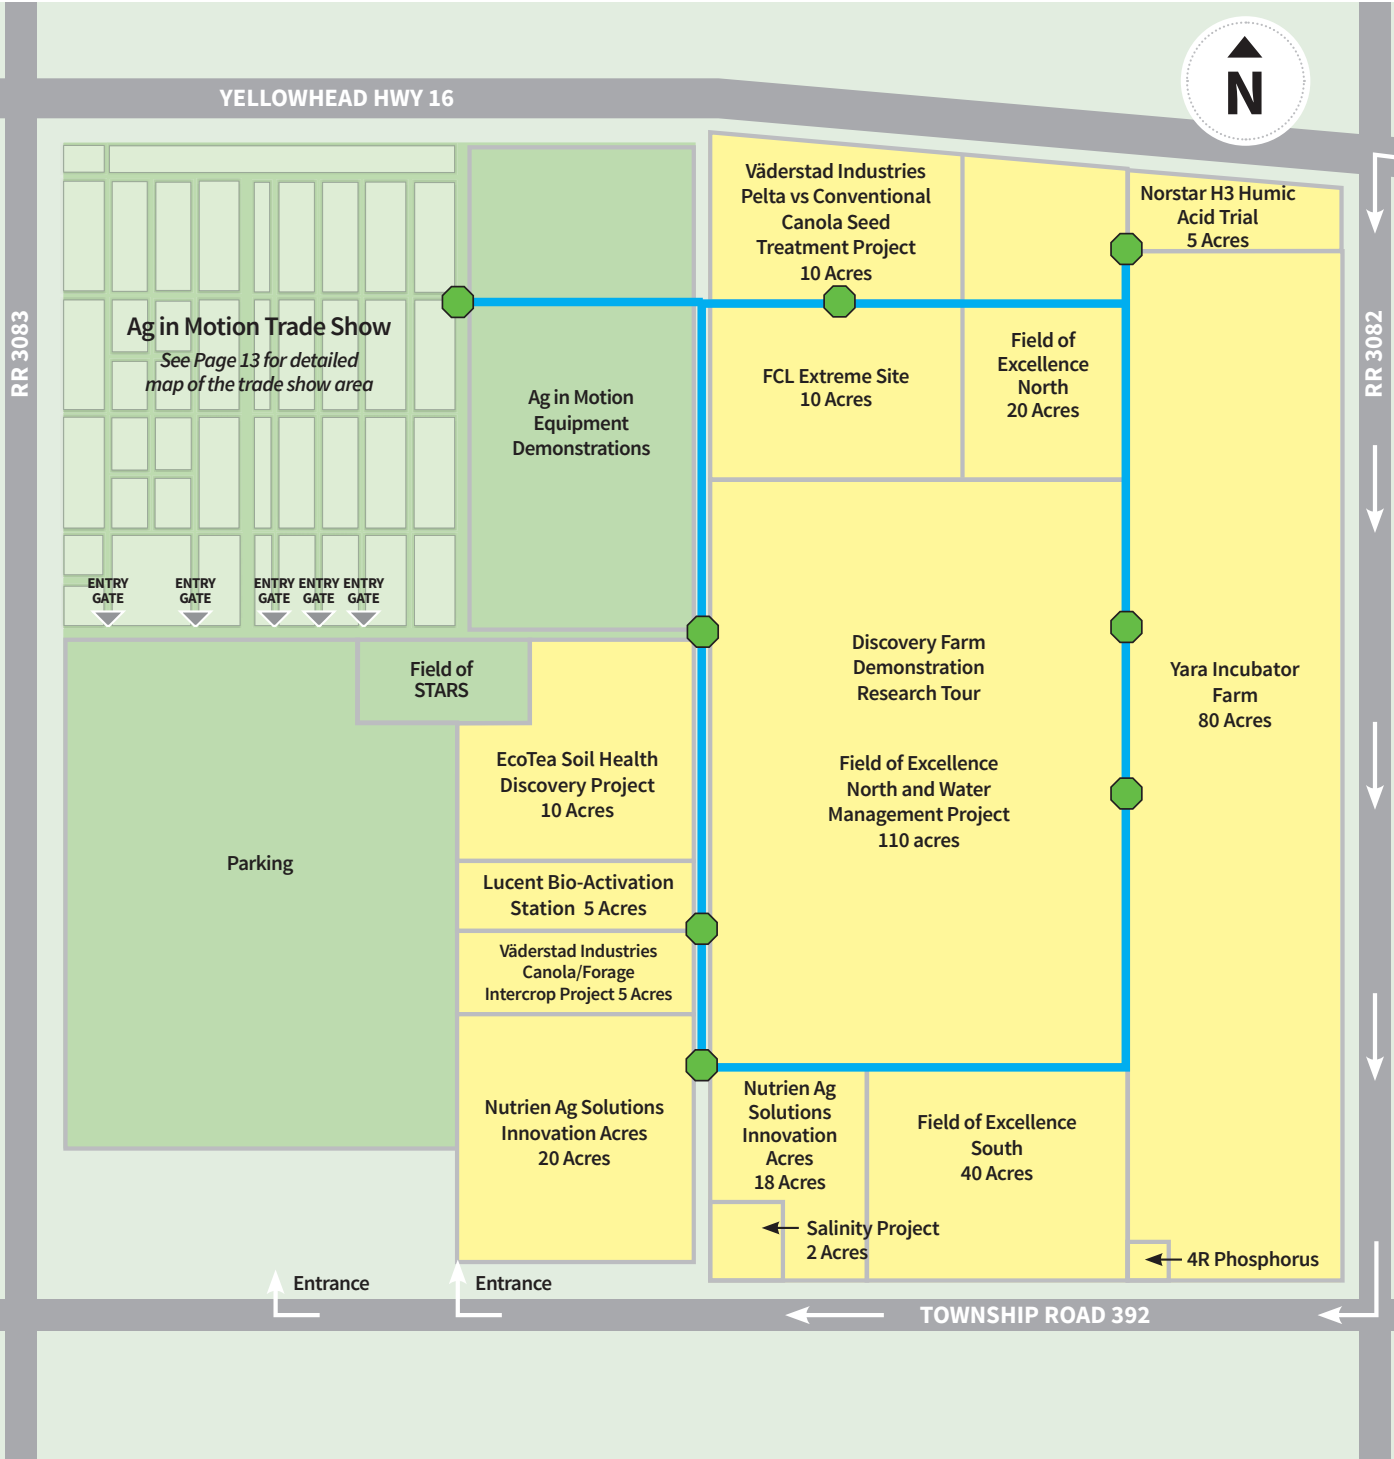 N
YELLOWHEAD HWY 16
RR 3083
RR 3082
Väderstad Industries
Pelta vs Conventional
Canola Seed
Treatment Project
10 Acres
Norstar H3 Humic
Acid Trial
5 Acres
Ag in Motion Trade Show
See Page 13 for detailed
map of the trade show area
Ag in Motion
Equipment
Demonstrations
FCL Extreme Site
10 Acres
Field of
Excellence
North
20 Acres
ENTRY
GATE
ENTRY
GATE
ENTRY
GATE
ENTRY
GATE
ENTRY
GATE
Field of
STARS
Discovery Farm
Demonstration
Research Tour
Yara Incubator
Farm
80 Acres
EcoTea Soil Health
Discovery Project
10 Acres
Field of Excellence
North and Water
Management Project
110 acres
Parking
Lucent Bio-Activation
Station 5 Acres
Väderstad Industries
Canola/Forage
Intercrop Project 5 Acres
Nutrien Ag Solutions
Innovation Acres
20 Acres
Nutrien Ag
Solutions
Innovation
Acres
18 Acres
Field of Excellence
South
40 Acres
Salinity Project
2 Acres
4R Phosphorus
Entrance
Entrance
TOWNSHIP ROAD 392